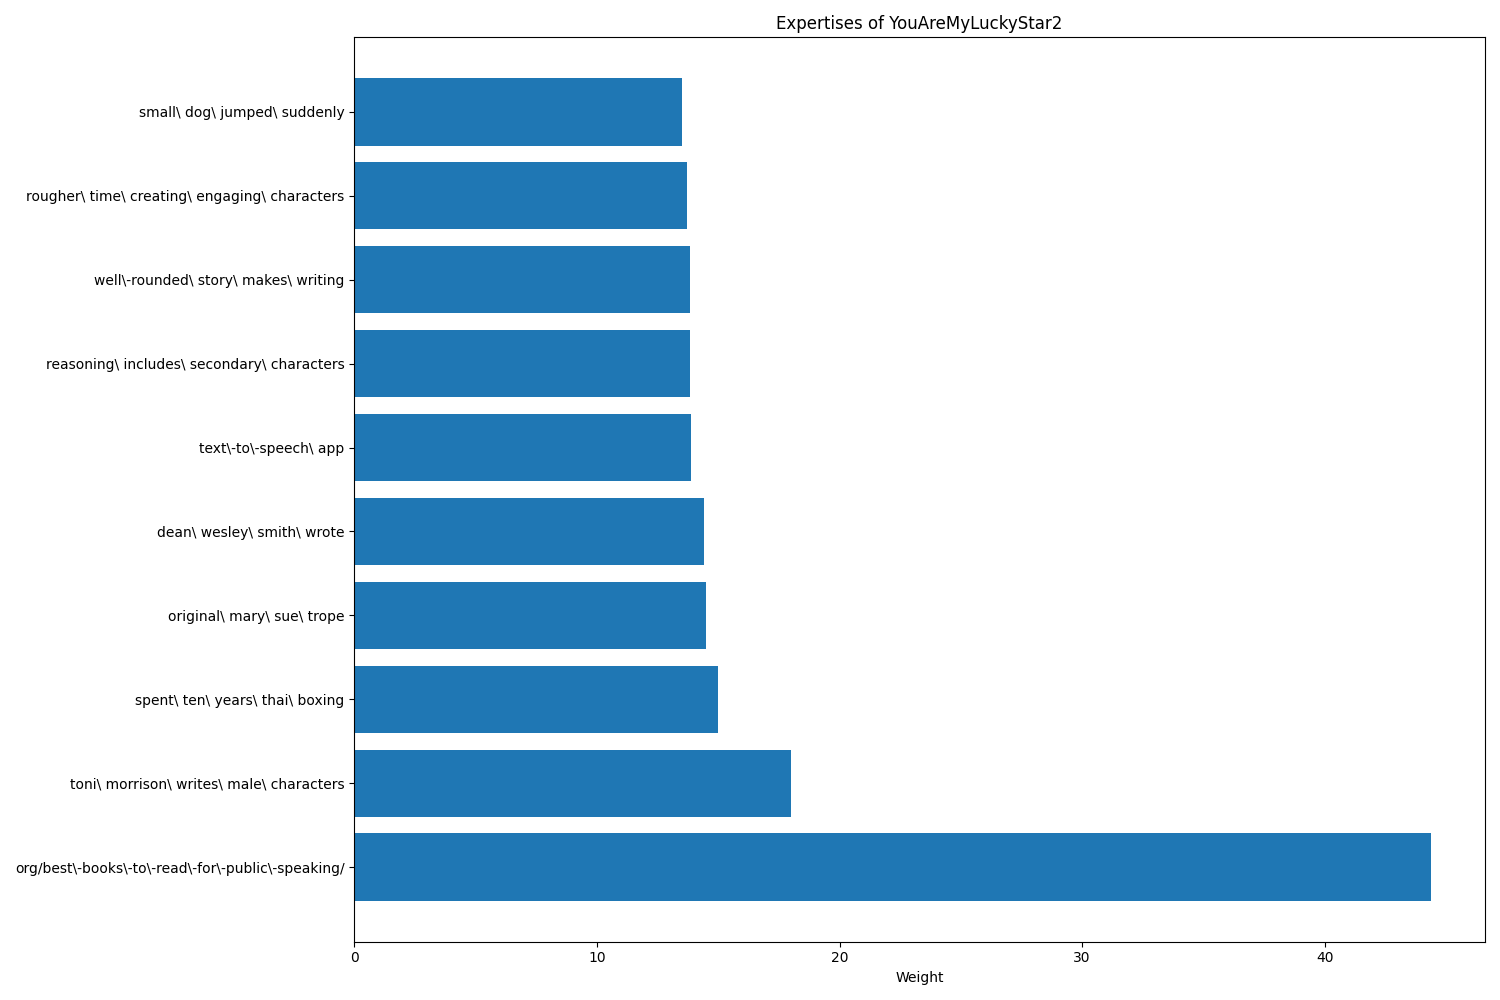 Expertises of YouAreMyLuckyStar2
small\ dog\ jumped\ suddenly
rougher\ time\ creating\ engaging\ characters
well\-rounded\ story\ makes\ writing
reasoning\ includes\ secondary\ characters
text\-to\-speech\ app
dean\ wesley\ smith\ wrote
original\ mary\ sue\ trope
spent\ ten\ years\ thai\ boxing
toni\ morrison\ writes\ male\ characters
org/best\-books\-to\-read\-for\-public\-speaking/
0 10 20 30 40
Weight